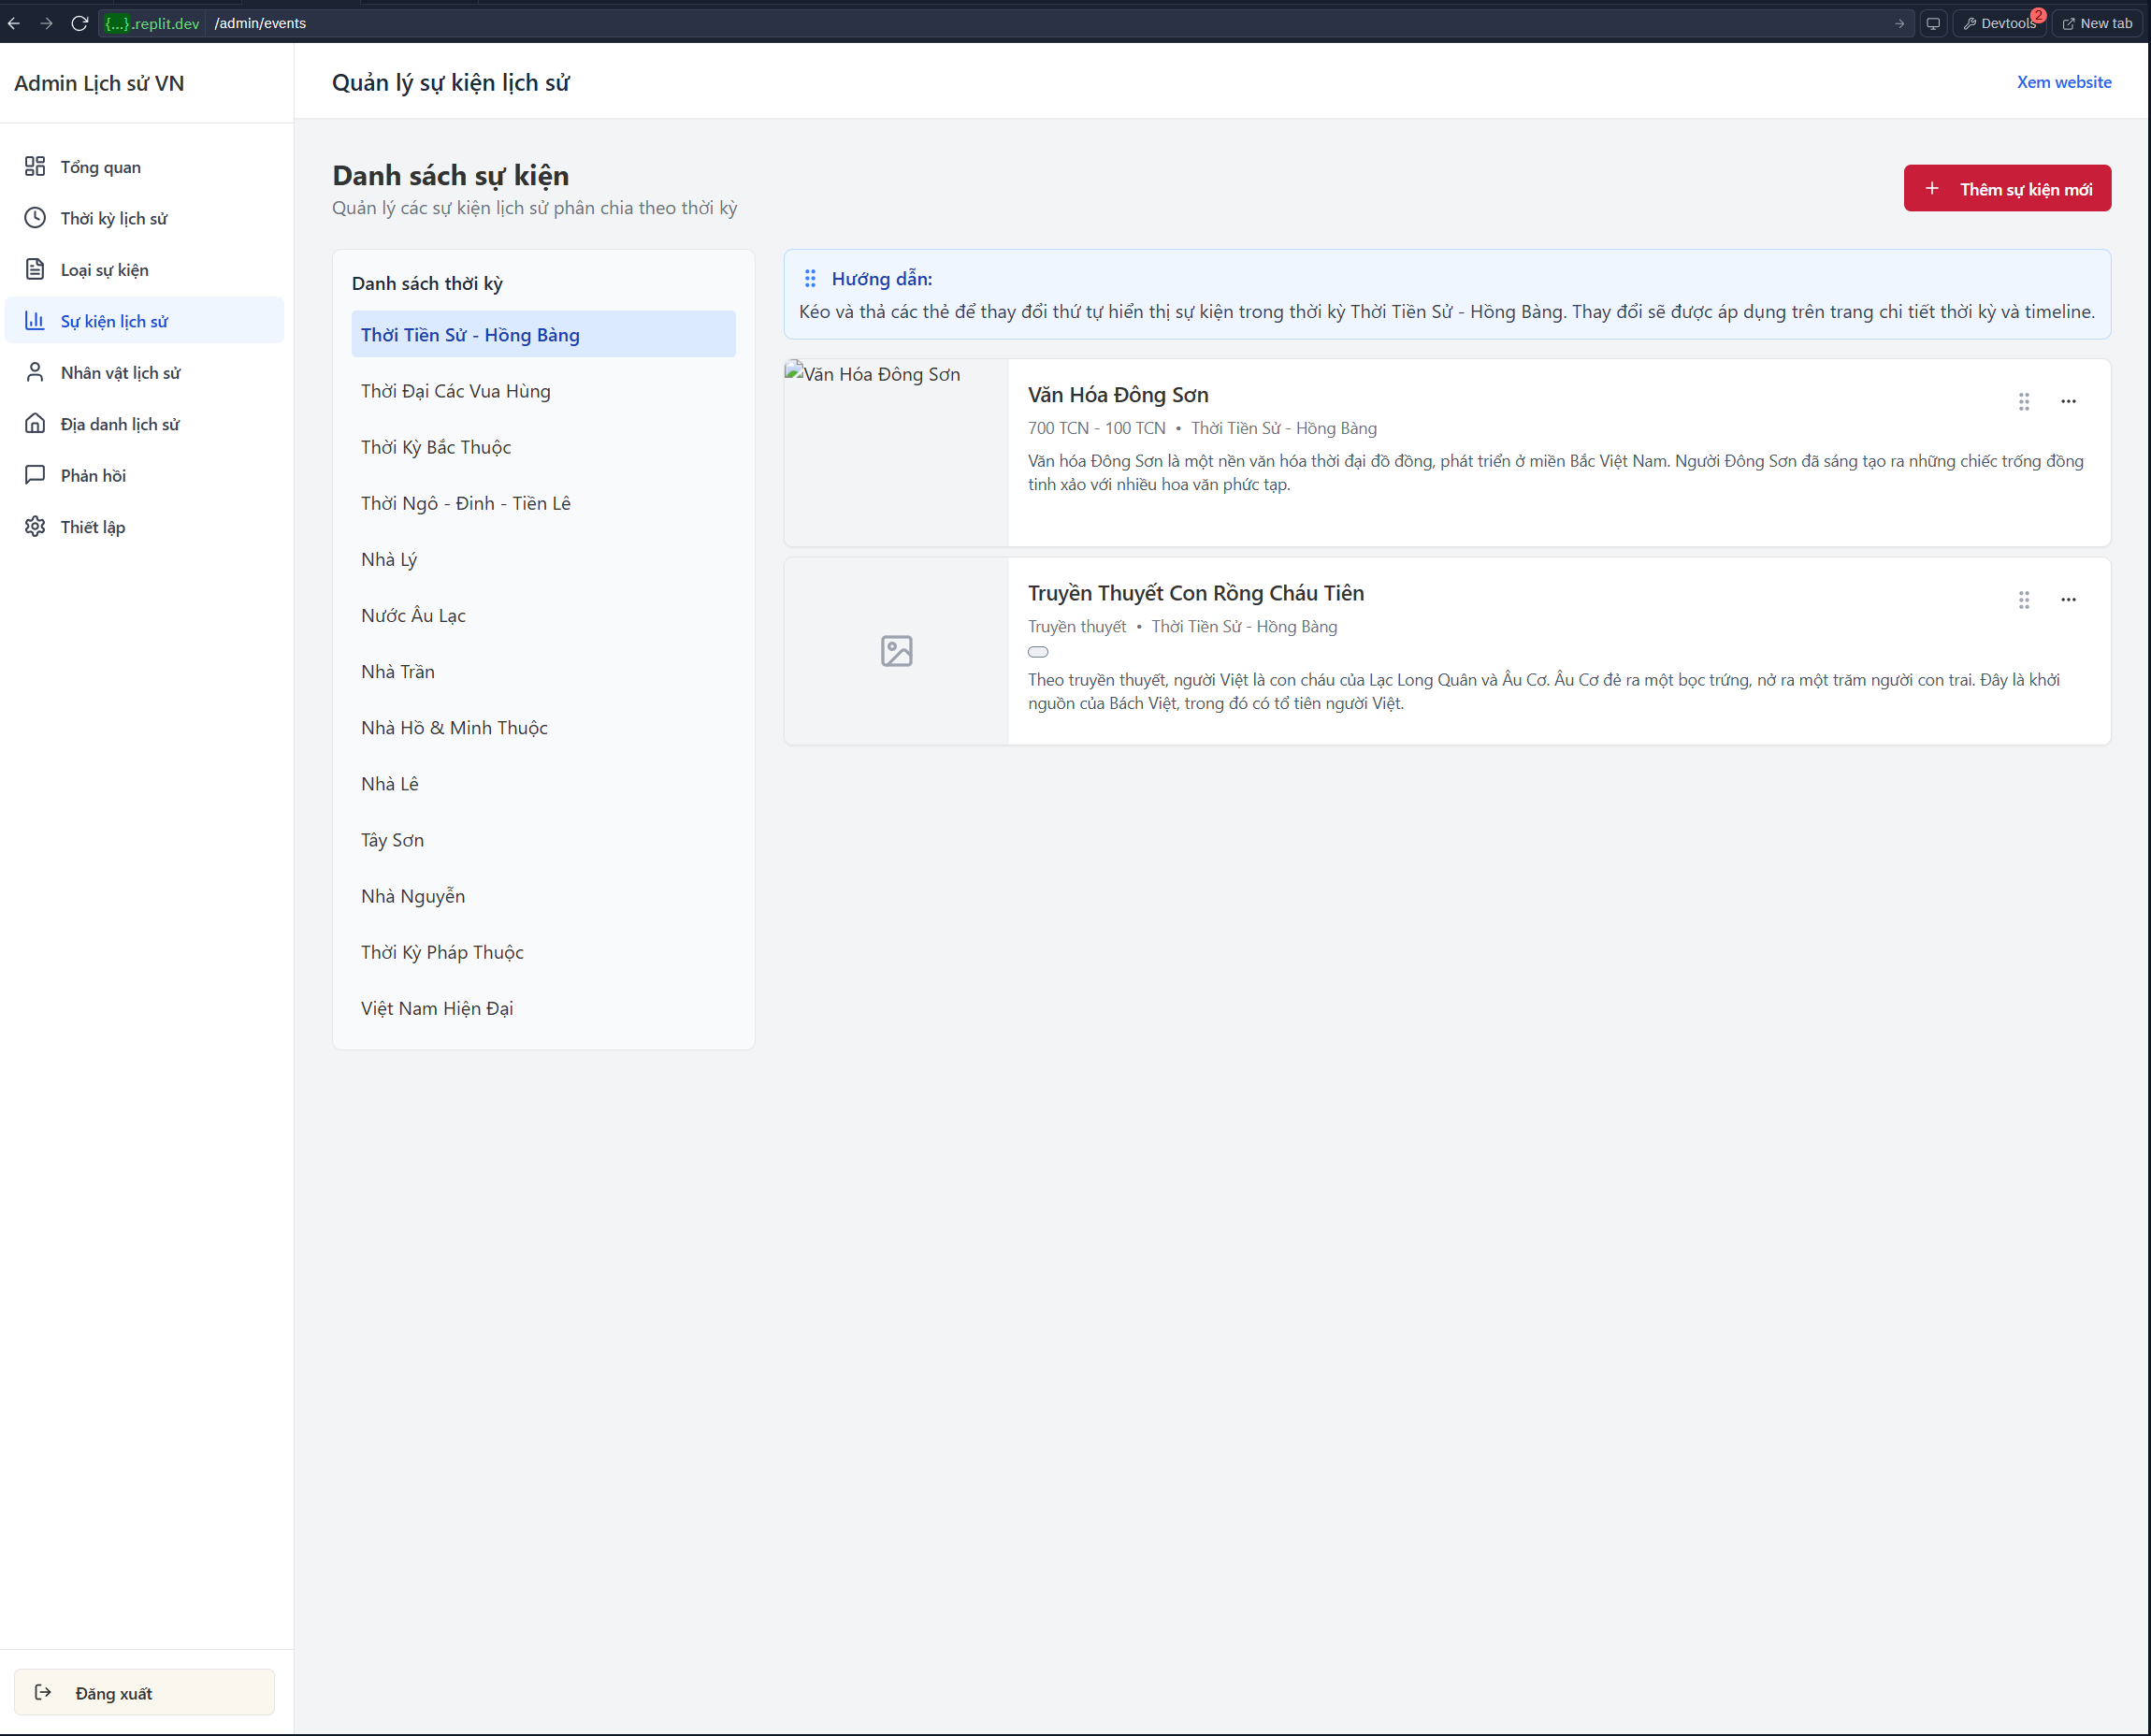 {...}.replit.dev /admin/events
Devtools 2
New tab
Admin Lịch sử VN
Tổng quan
Thời kỳ lịch sử
Loại sự kiện
Sự kiện lịch sử
Nhân vật lịch sử
Địa danh lịch sử
Phản hồi
Thiết lập
Đăng xuất
Quản lý sự kiện lịch sử
Xem website
Danh sách sự kiện
Quản lý các sự kiện lịch sử phân chia theo thời kỳ
Thêm sự kiện mới
Danh sách thời kỳ
Thời Tiền Sử - Hồng Bàng
Thời Đại Các Vua Hùng
Thời Kỳ Bắc Thuộc
Thời Ngô - Đinh - Tiền Lê
Nhà Lý
Nước Âu Lạc
Nhà Trần
Nhà Hồ & Minh Thuộc
Nhà Lê
Tây Sơn
Nhà Nguyễn
Thời Kỳ Pháp Thuộc
Việt Nam Hiện Đại
Hướng dẫn:
Kéo và thả các thẻ để thay đổi thứ tự hiển thị sự kiện trong thời kỳ Thời Tiền Sử - Hồng Bàng. Thay đổi sẽ được áp dụng trên trang chi tiết thời kỳ và timeline.
Văn Hóa Đông Sơn
Văn Hóa Đông Sơn
700 TCN - 100 TCN • Thời Tiền Sử - Hồng Bàng
Văn hóa Đông Sơn là một nền văn hóa thời đại đồ đồng, phát triển ở miền Bắc Việt Nam. Người Đông Sơn đã sáng tạo ra những chiếc trống đồng
tinh xảo với nhiều hoa văn phức tạp.
Truyền Thuyết Con Rồng Cháu Tiên
Truyền thuyết • Thời Tiền Sử - Hồng Bàng
Theo truyền thuyết, người Việt là con cháu của Lạc Long Quân và Âu Cơ. Âu Cơ đẻ ra một bọc trứng, nở ra một trăm người con trai. Đây là khởi
nguồn của Bách Việt, trong đó có tổ tiên người Việt.